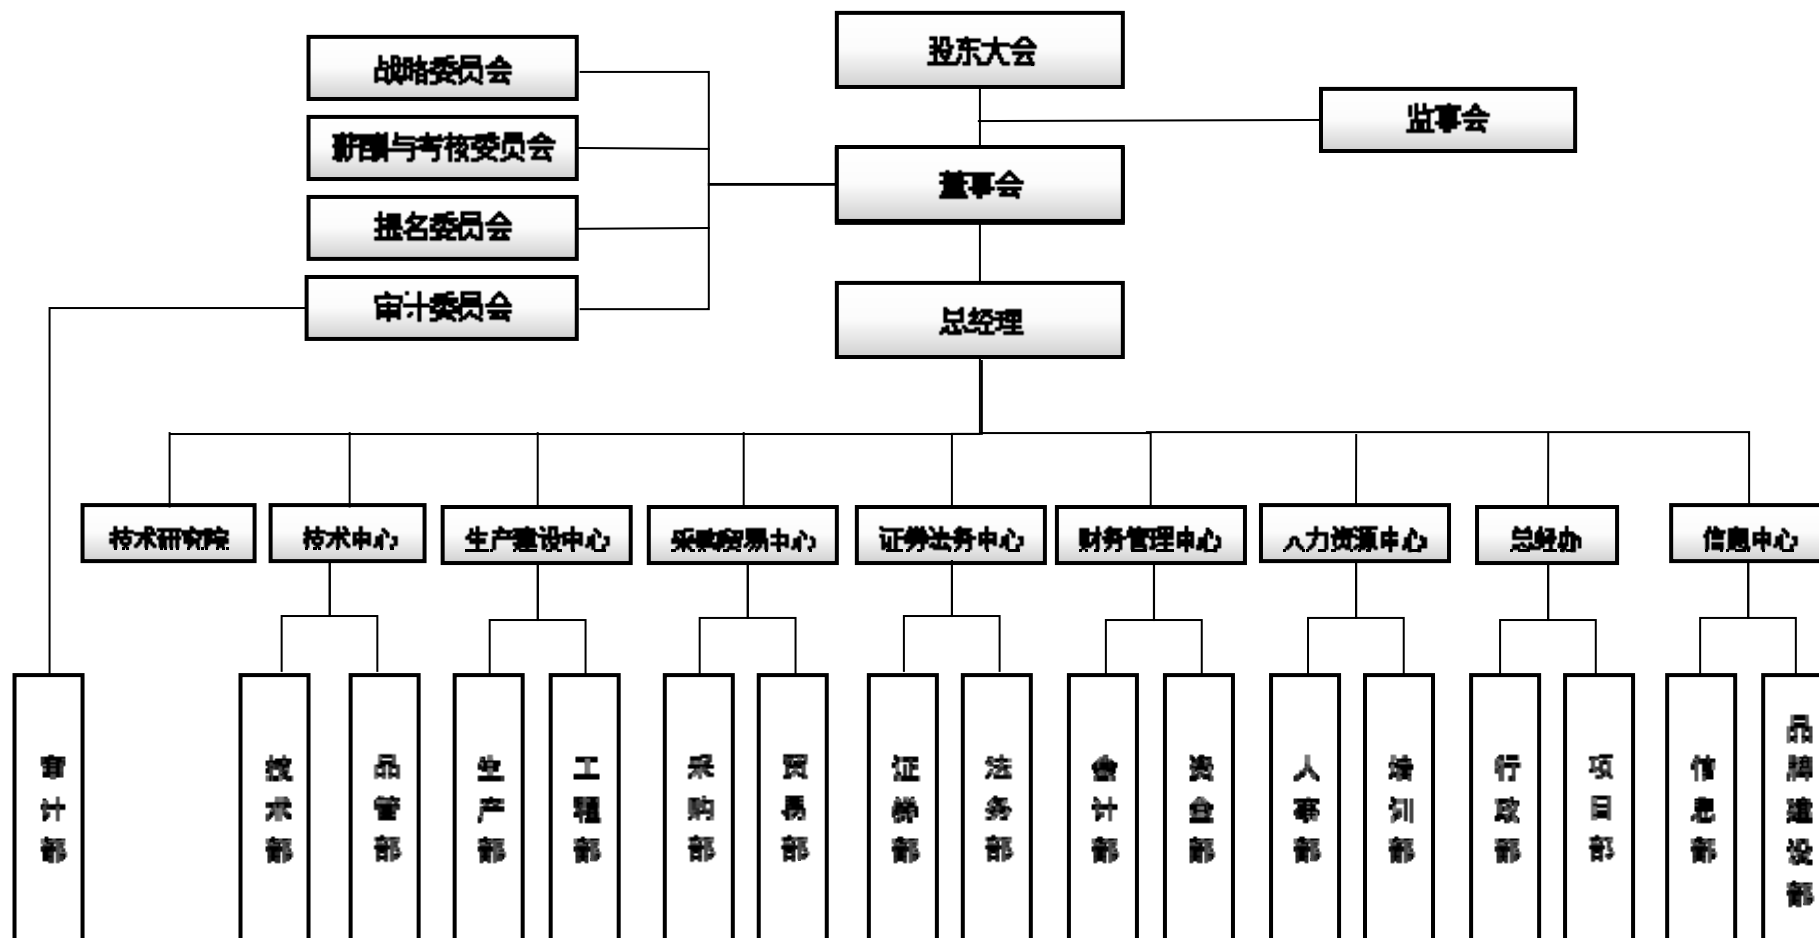 股东大会
战略委员会
监事会
薪酬与考核委员会
董事会
提名委员会
审计委员会
总经理
技术研究院
技术中心
生产建设中心
采购贸易中心
证券法务中心
财务管理中心
人力资源中心
总经办
信息中心
审计部
技术部
品管部
生产部
工程部
采购部
贸易部
证券部
法务部
会计部
资金部
人事部
培训部
行政部
项目部
信息部
品牌建设部